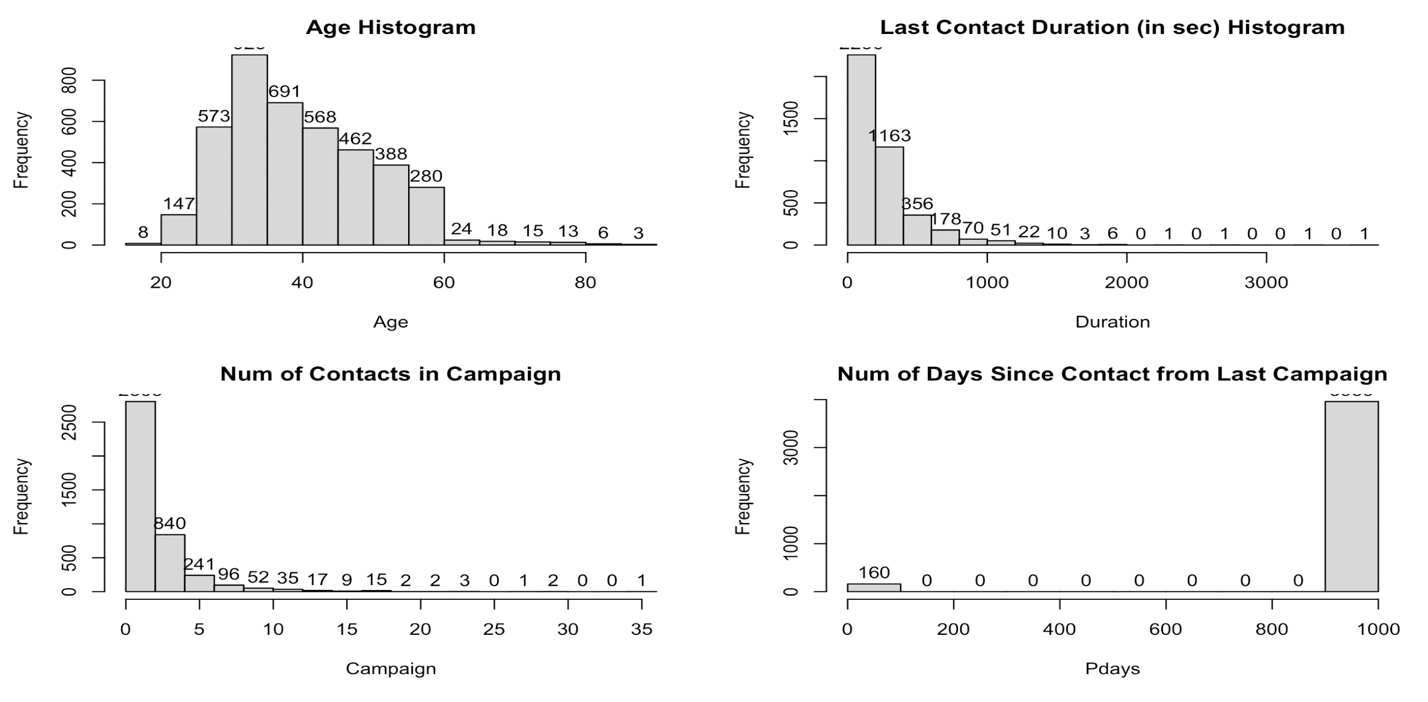 Age Histogram
Frequency
0 200 400 600 800
8 147 573 691 568 462 388 280 24 18 15 13 6 3
20 40 60 80
Age
Last Contact Duration (in sec) Histogram
Frequency
0 500 1500
1163 356 178 70 51 22 10 3 6 0 1 0 1 0 0 1 0 1
0 1000 2000 3000
Duration
Num of Contacts in Campaign
Frequency
0 500 1500 2500
840 241 96 52 35 17 9 15 2 2 3 0 1 2 0 0 1
0 5 10 15 20 25 30 35
Campaign
Num of Days Since Contact from Last Campaign
Frequency
0 1000 3000
160 0 0 0 0 0 0 0 0
0 200 400 600 800 1000
Pdays